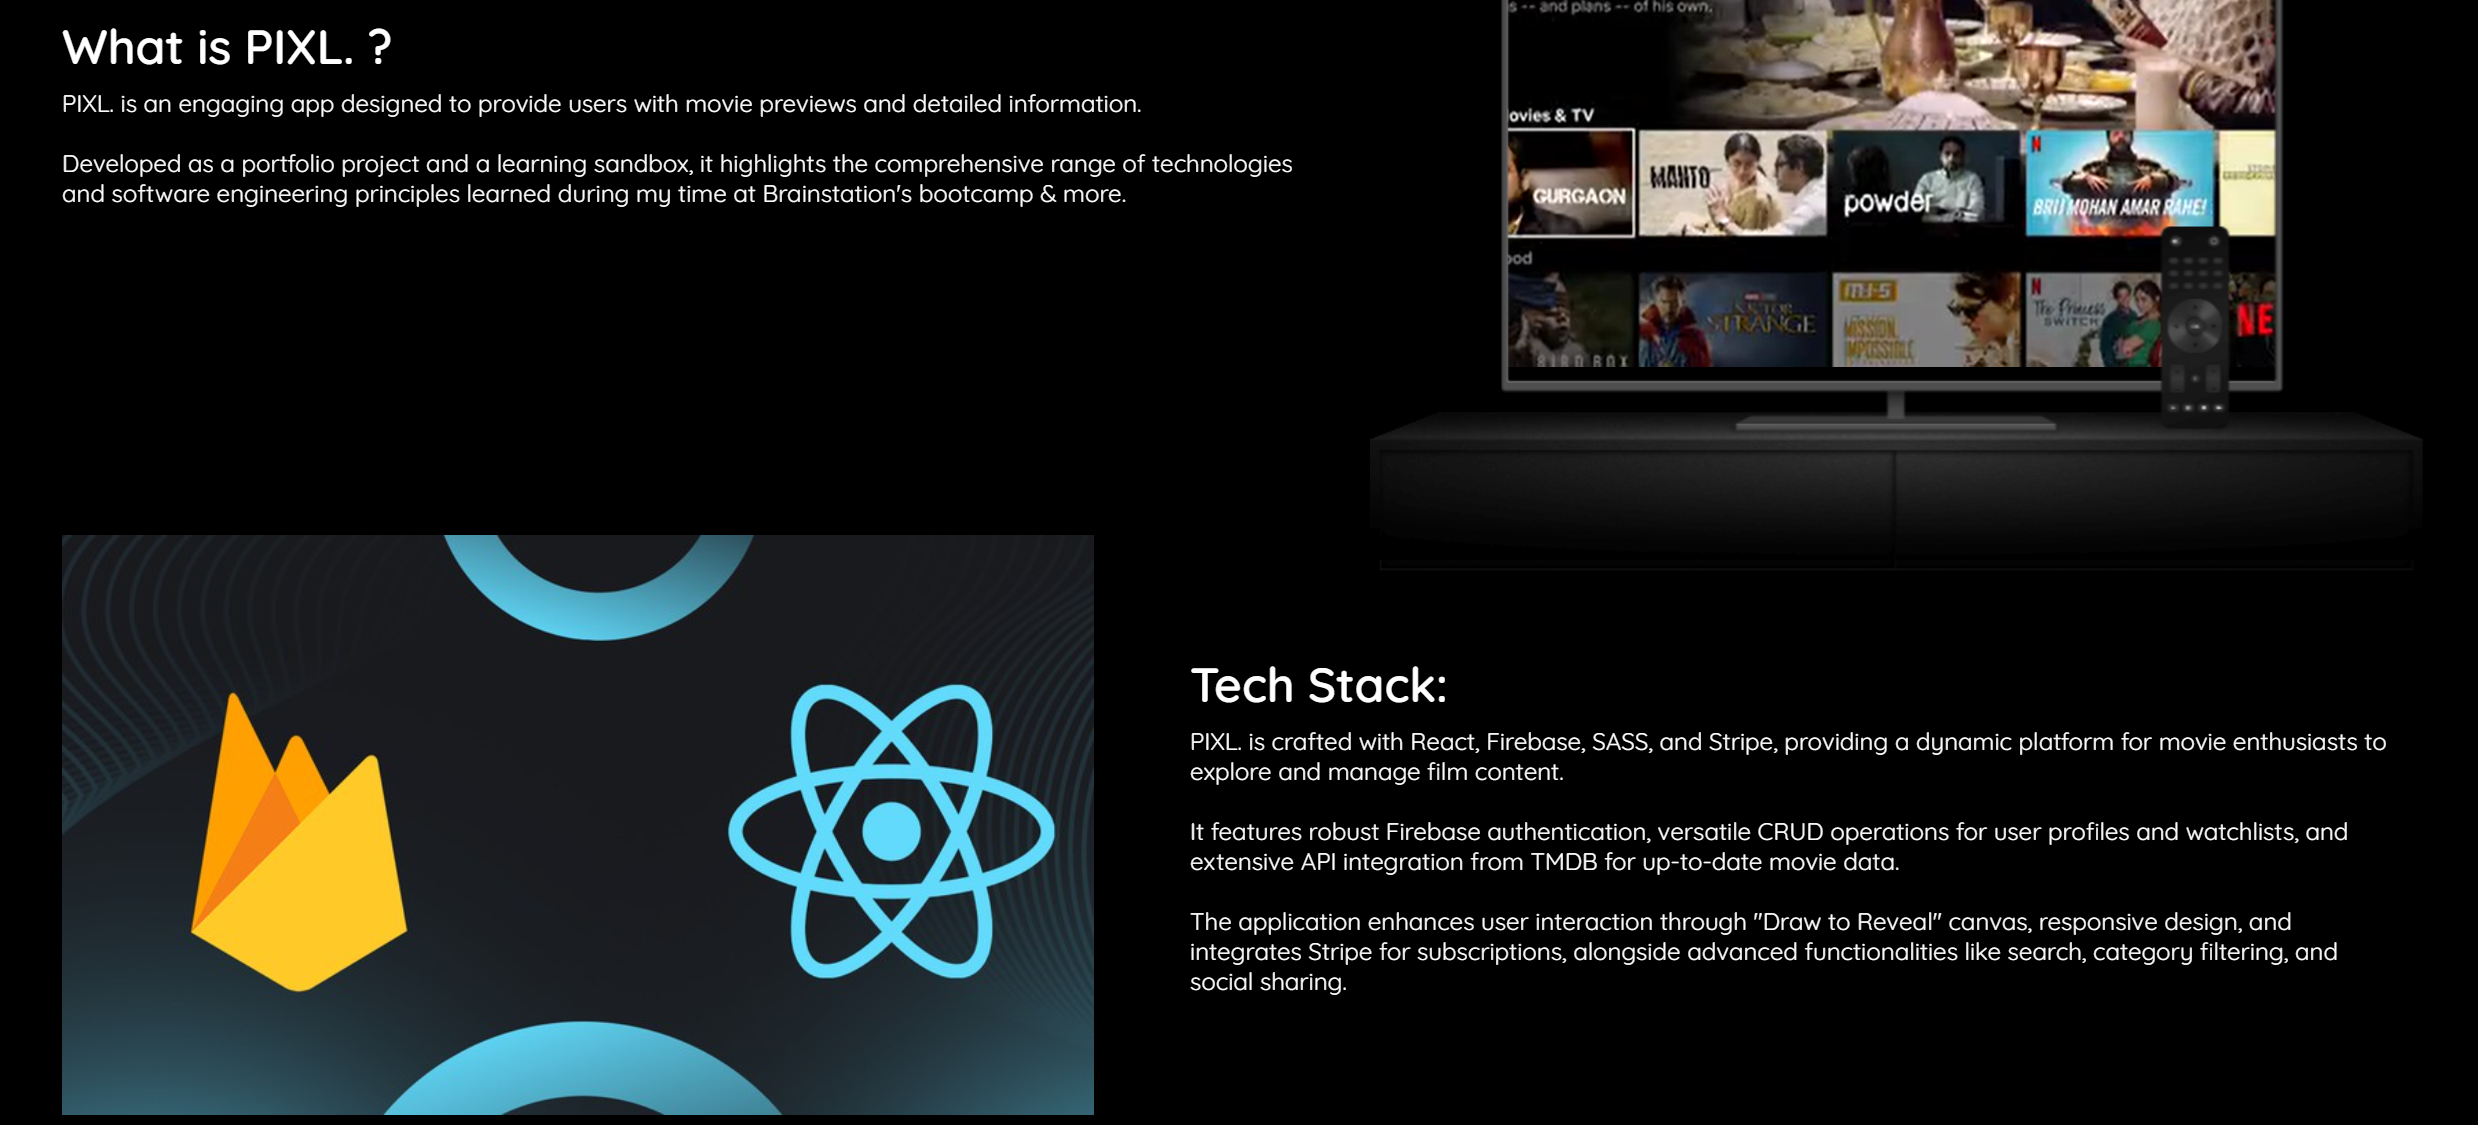 What is PIXL. ?
PIXL. is an engaging app designed to provide users with movie previews and detailed information.
Developed as a portfolio project and a learning sandbox, it highlights the comprehensive range of technologies
and software engineering principles learned during my time at Brainstation's bootcamp & more.
s -- and plans -- of his own.
ovies & TV
GURGAON
MANTO
powder
BRIJ MOHAN AMAR RAHE!
ood
BIRD BOX
STRANGE
M:I-5
MISSION:
IMPOSSIBLE
The Princess
SWITCH
NE
Tech Stack:
PIXL. is crafted with React, Firebase, SASS, and Stripe, providing a dynamic platform for movie enthusiasts to
explore and manage film content.
It features robust Firebase authentication, versatile CRUD operations for user profiles and watchlists, and
extensive API integration from TMDB for up-to-date movie data.
The application enhances user interaction through "Draw to Reveal" canvas, responsive design, and
integrates Stripe for subscriptions, alongside advanced functionalities like search, category filtering, and
social sharing.